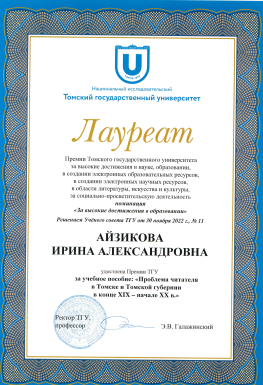 Национальный исследовательский
Томский государственный университет
Лауреат
Премии Томского государственного университета
за высокие достижения в науке, образовании,
в создании электронных образовательных ресурсов,
в создании электронных научных ресурсов,
в области литературы, искусства и культуры,
за социально-просветительскую деятельность
номинация
«За высокие достижения в образовании»
Решением Учёного совета ТГУ от 30 ноября 2022 г., № 11
АЙЗИКОВА
ИРИНА АЛЕКСАНДРОВНА
удостоена Премии ТГУ
за учебное пособие: «Проблема читателя
в Томске и Томской губернии
в конце XIX – начале XX в.»
Ректор ТГУ,
профессор
Э.В. Галажинский